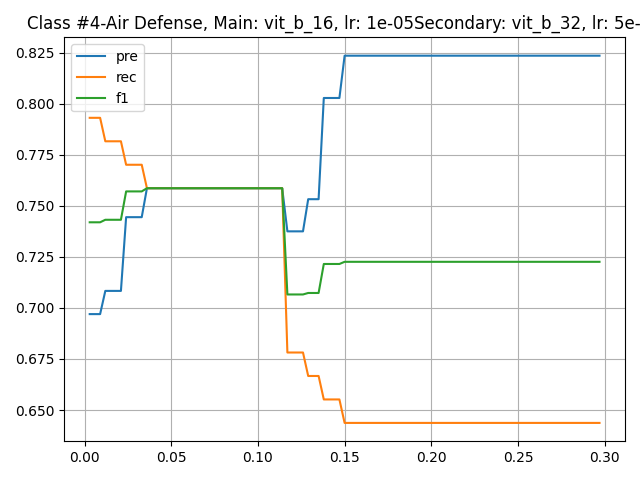 Class #4-Air Defense, Main: vit_b_16, lr: 1e-05Secondary: vit_b_32, lr: 5e-
pre
rec
f1
0.825
0.800
0.775
0.750
0.725
0.700
0.675
0.650
0.00 0.05 0.10 0.15 0.20 0.25 0.30